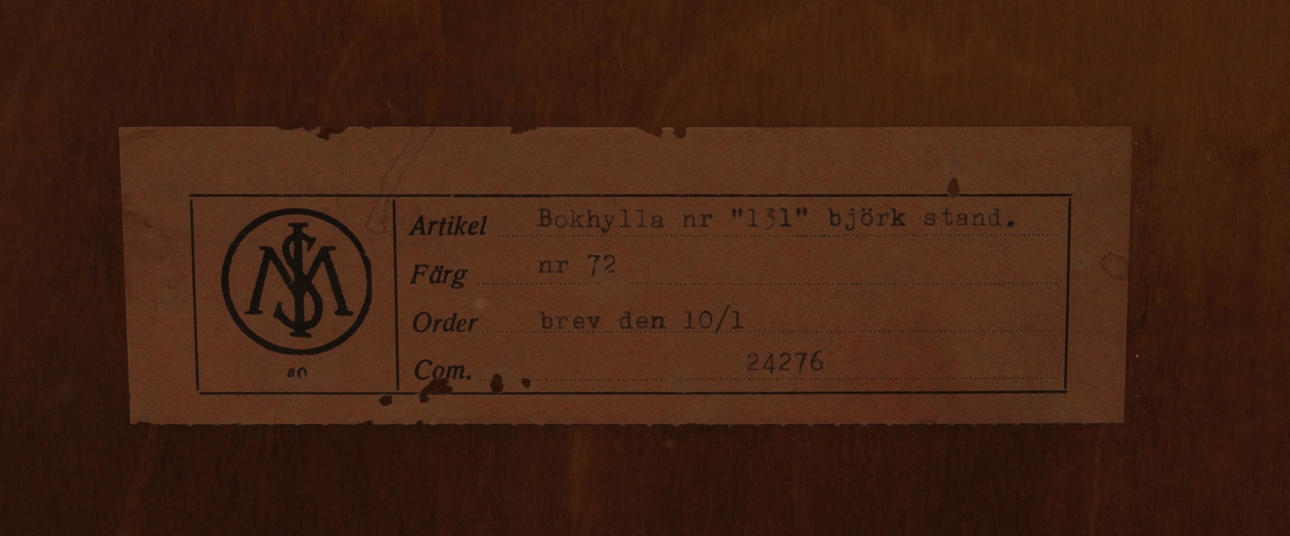 Artikel Bokhylla nr "131" björk stand.
Färg nr 72
Order brev den 10/1
Com. 24276